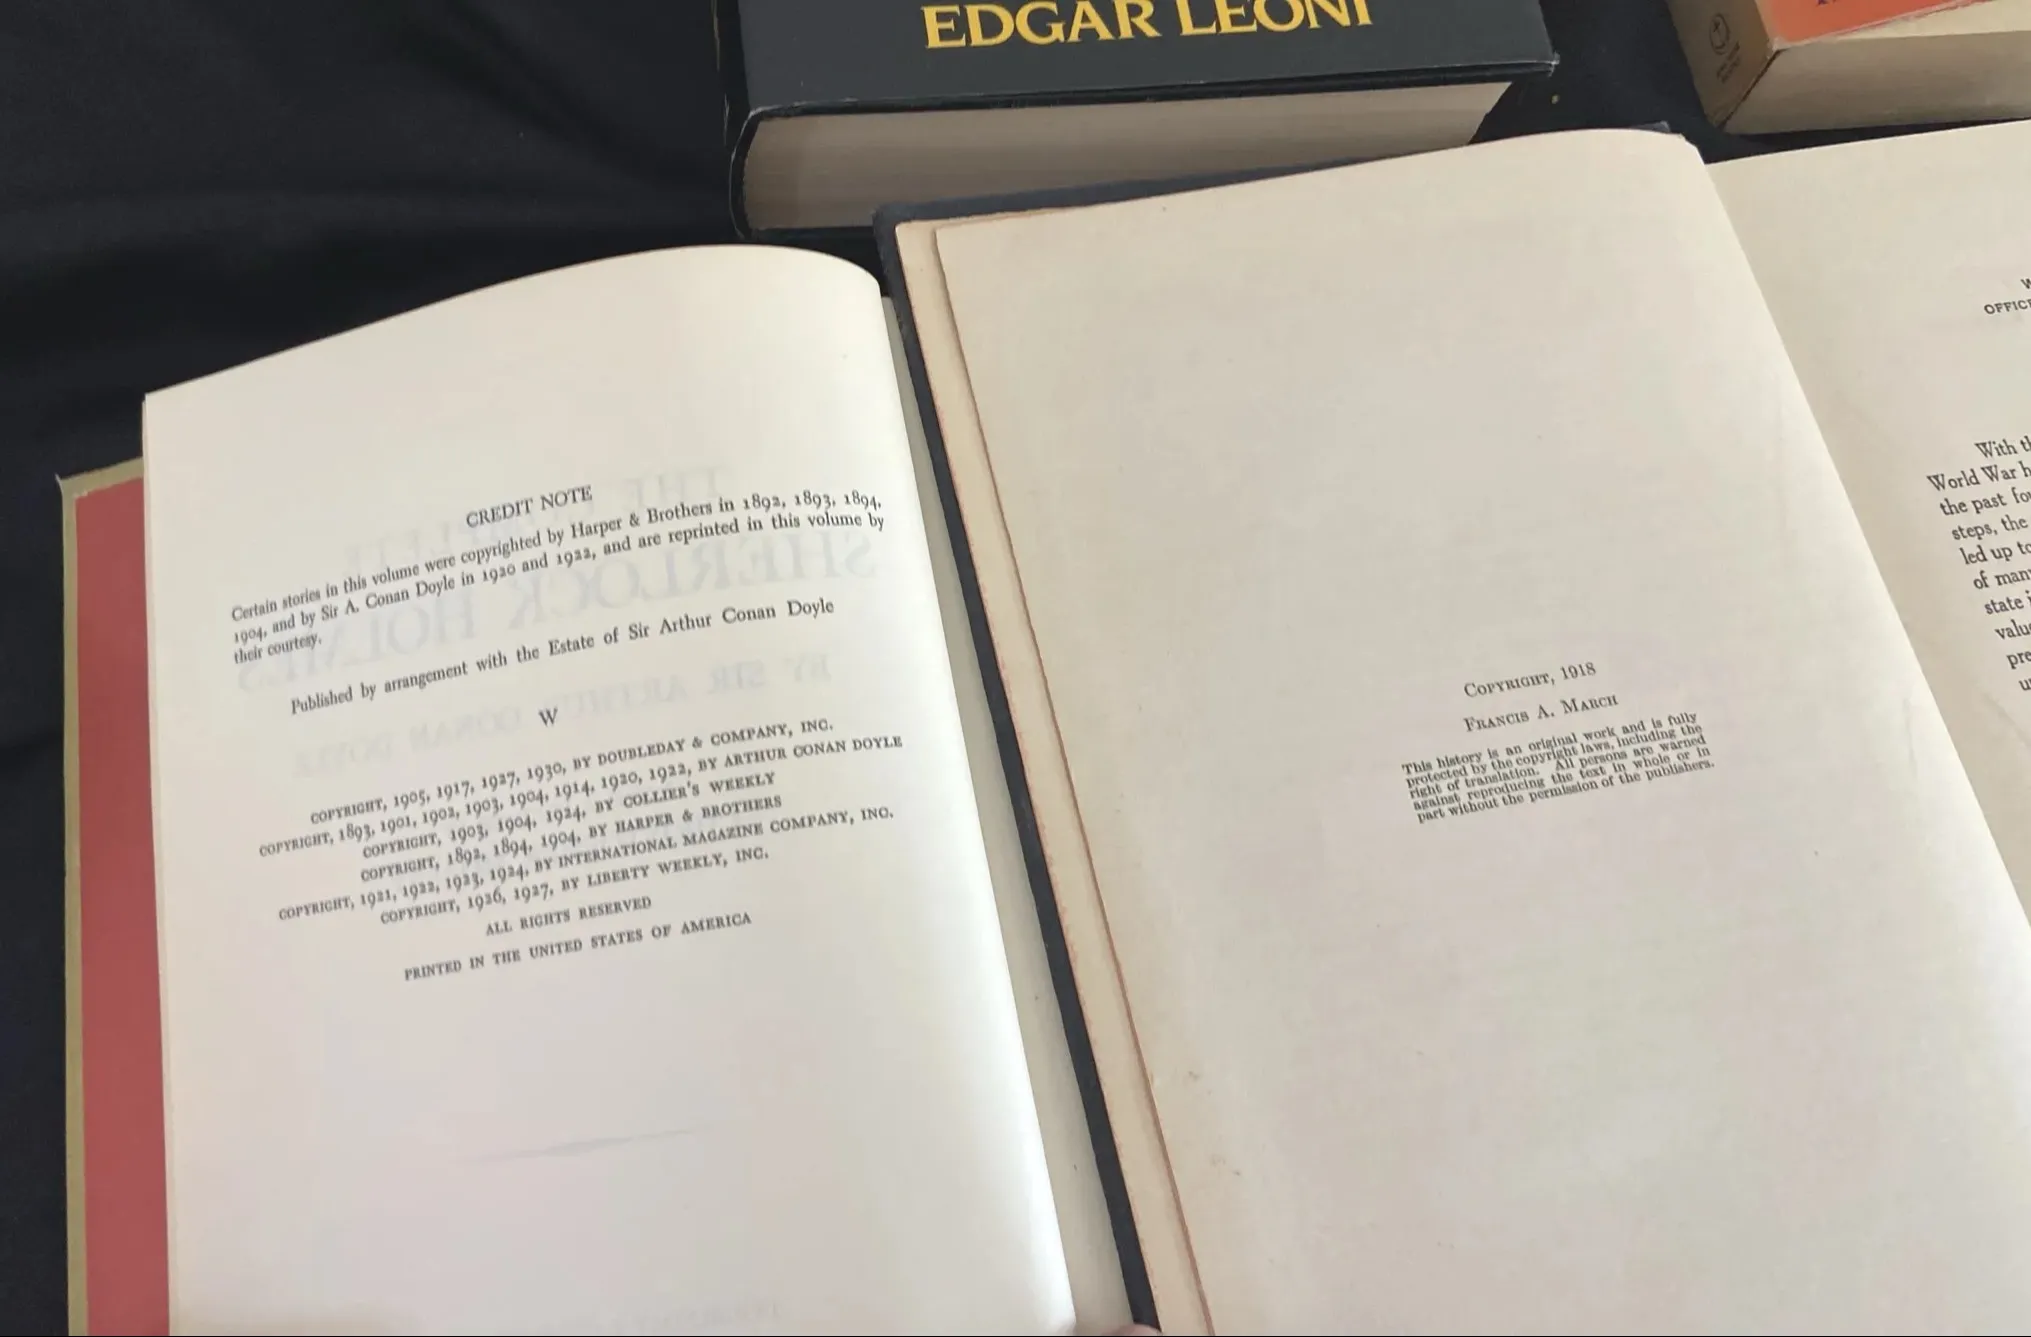 EDGAR LEONI
CREDIT NOTE
Certain stories in this volume were copyrighted by Harper & Brothers in 1892, 1893, 1894,
1904, and by Sir A. Conan Doyle in 1920 and 1922, and are reprinted in this volume by
their courtesy.
Published by arrangement with the Estate of Sir Arthur Conan Doyle
W
COPYRIGHT, 1905, 1917, 1927, 1930, BY DOUBLEDAY & COMPANY, INC.
COPYRIGHT, 1893, 1901, 1902, 1903, 1904, 1914, 1920, 1922, BY ARTHUR CONAN DOYLE
COPYRIGHT, 1903, 1904, 1924, BY COLLIER'S WEEKLY
COPYRIGHT, 1892, 1894, 1904, BY HARPER & BROTHERS
COPYRIGHT, 1921, 1922, 1923, 1924, BY INTERNATIONAL MAGAZINE COMPANY, INC.
COPYRIGHT, 1926, 1927, BY LIBERTY WEEKLY, INC.
ALL RIGHTS RESERVED
PRINTED IN THE UNITED STATES OF AMERICA
COPYRIGHT, 1918
FRANCIS A. MARCH
This history is an original work and is fully
protected by the copyright laws, including the
right of translation. All persons are warned
against reproducing the text in whole or in
part without the permission of the publishers.
With
World War
the past
steps, the
led up
of
state